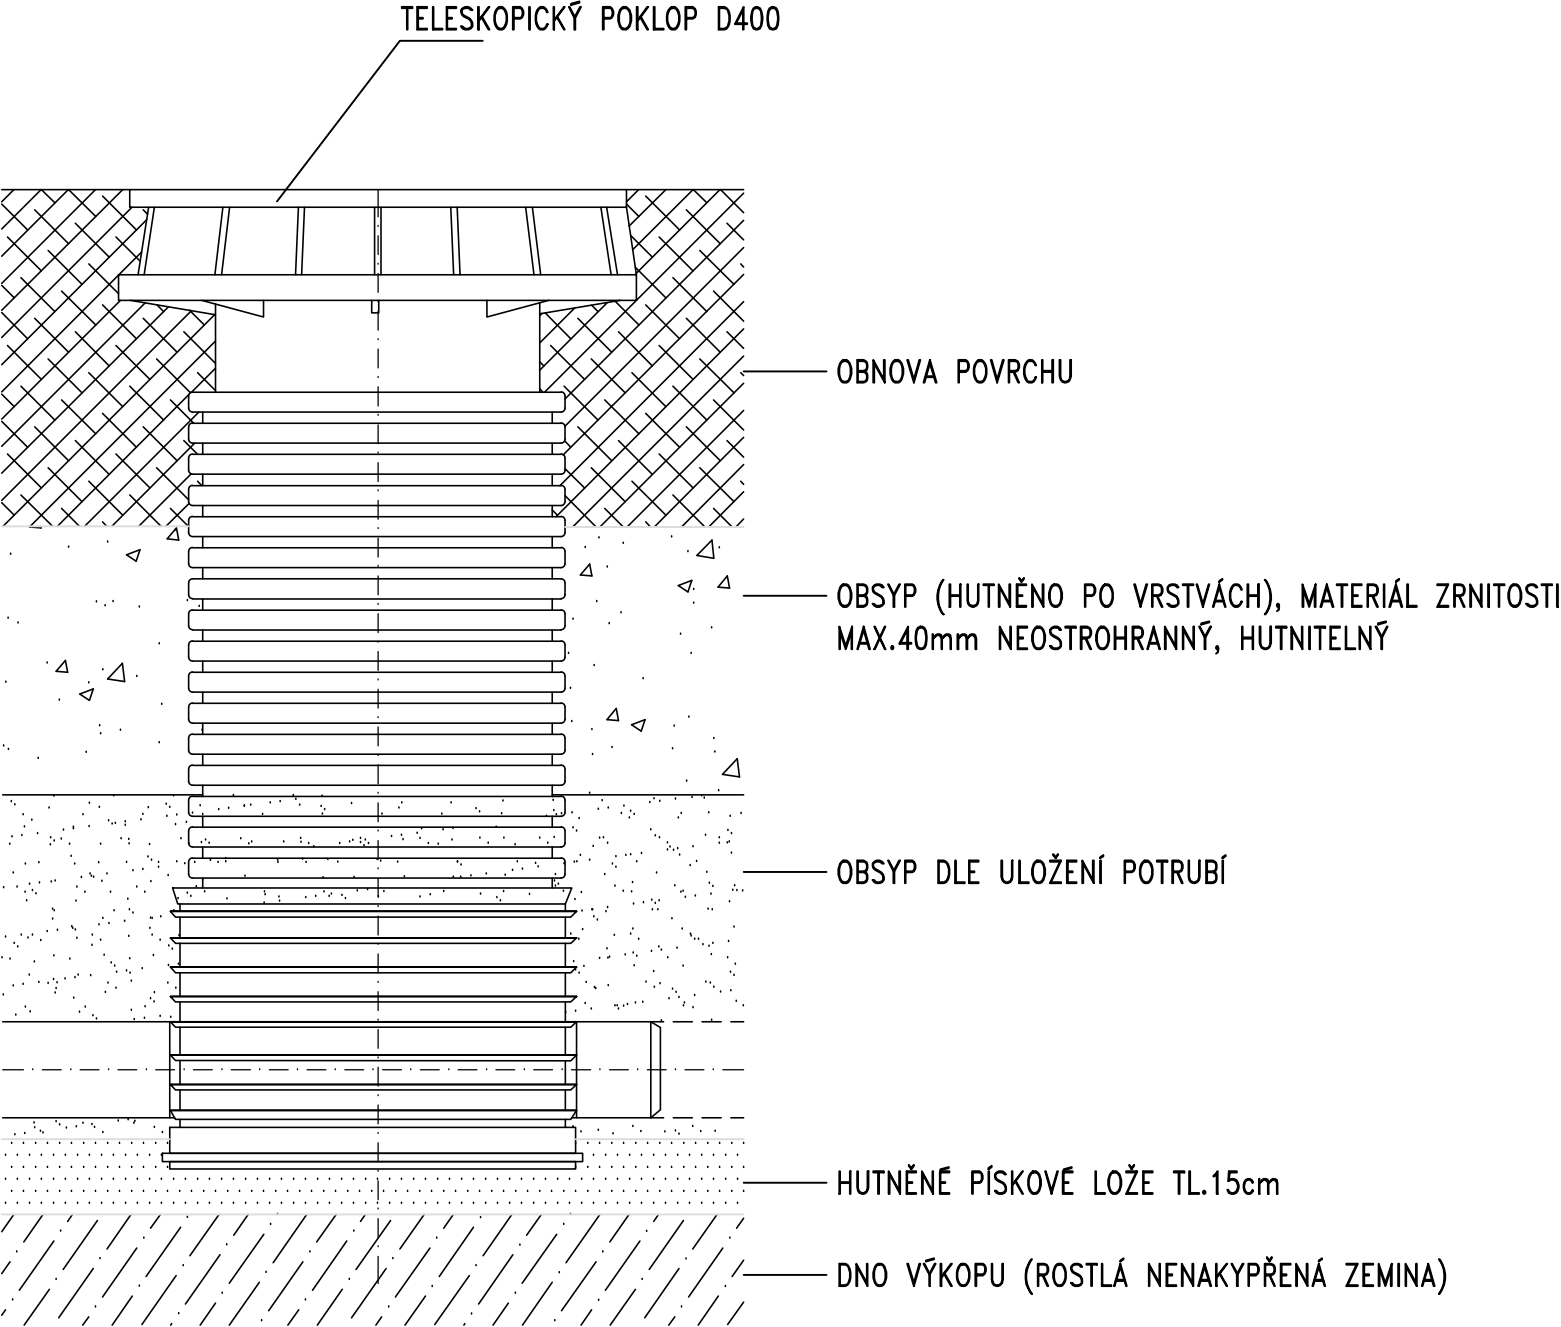 TELESKOPICKÝ POKLOP D400
OBNOVA POVRCHU
OBSYP (HUTNĚNO PO VRSTVÁCH), MATERIÁL ZRNITOSTI
MAX.40mm NEOSTROHRANNÝ, HUTNITELNÝ
OBSYP DLE ULOŽENÍ POTRUBÍ
HUTNĚNÉ PÍSKOVÉ LOŽE TL.15cm
DNO VÝKOPU (ROSTLÁ NENAKYPŘENÁ ZEMINA)